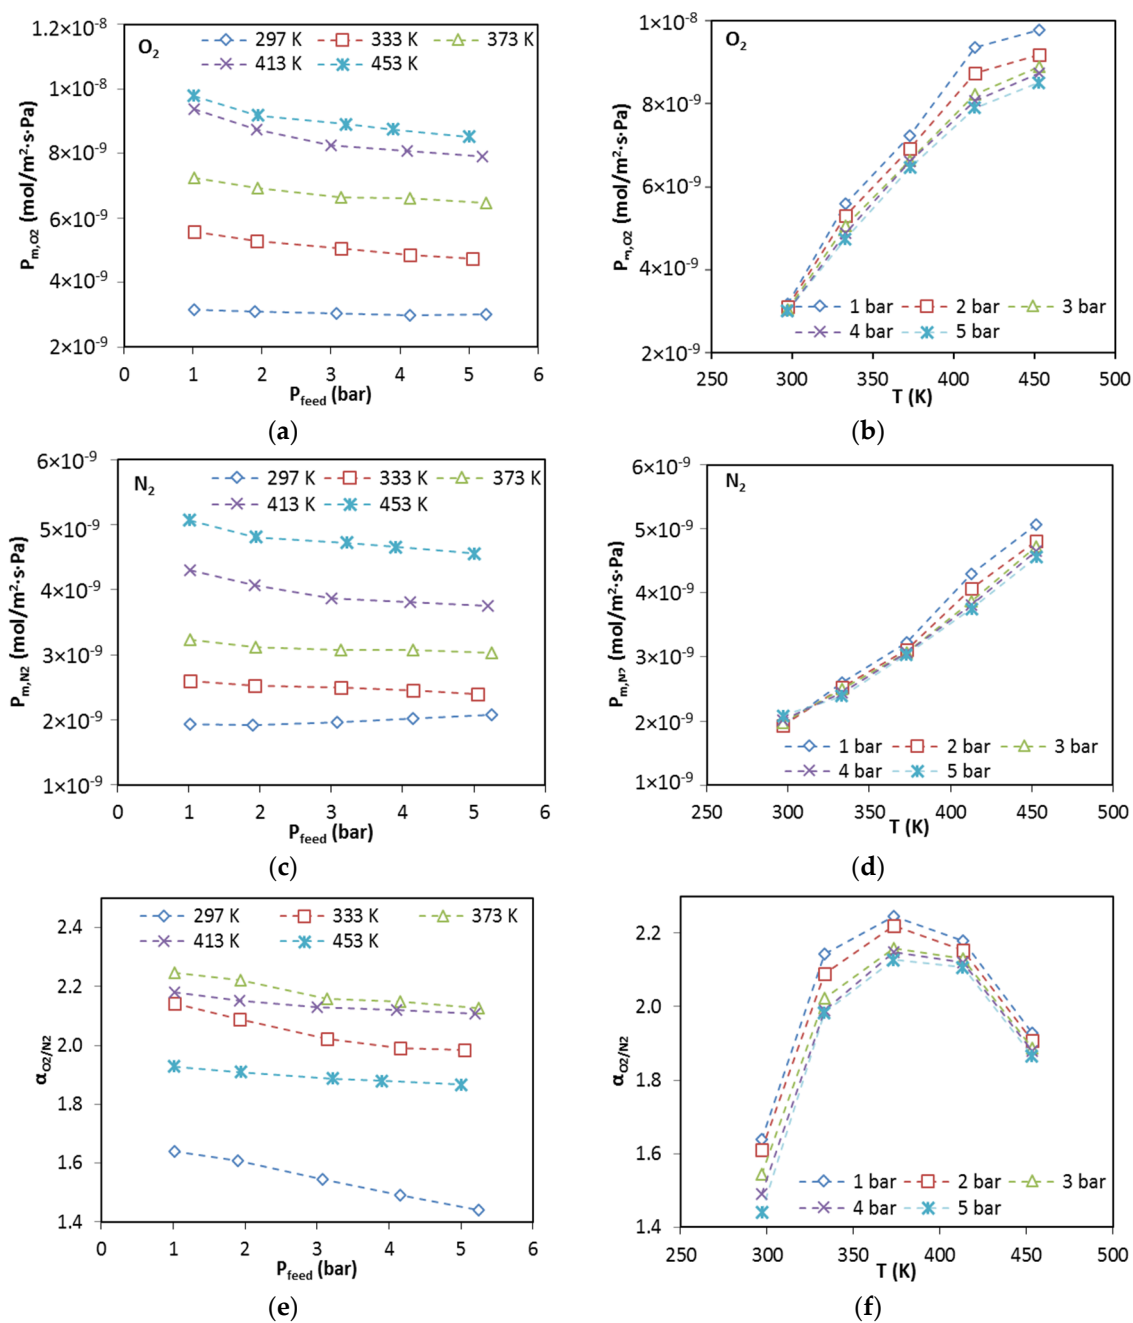 1.2×10⁻⁸
1×10⁻⁸
8×10⁻⁹
6×10⁻⁹
4×10⁻⁹
2×10⁻⁹
P m,O2 (mol/m²·s·Pa)
O₂
297 K 333 K 373 K
413 K 453 K
0 1 2 3 4 5 6
P feed (bar)
(a)
1×10⁻⁸
8×10⁻⁹
6×10⁻⁹
4×10⁻⁹
2×10⁻⁹
P m,O2 (mol/m²·s·Pa)
O₂
1 bar 2 bar 3 bar
4 bar 5 bar
250 300 350 400 450 500
T (K)
(b)
6×10⁻⁹
5×10⁻⁹
4×10⁻⁹
3×10⁻⁹
2×10⁻⁹
1×10⁻⁹
P m,N2 (mol/m²·s·Pa)
N₂
297 K 333 K 373 K
413 K 453 K
0 1 2 3 4 5 6
P feed (bar)
(c)
6×10⁻⁹
5×10⁻⁹
4×10⁻⁹
3×10⁻⁹
2×10⁻⁹
1×10⁻⁹
P m,N2 (mol/m²·s·Pa)
N₂
1 bar 2 bar 3 bar
4 bar 5 bar
250 300 350 400 450 500
T (K)
(d)
2.4
2.2
2.0
1.8
1.6
1.4
α O2/N2
297 K 333 K 373 K
413 K 453 K
0 1 2 3 4 5 6
P feed (bar)
(e)
2.2
2.0
1.8
1.6
1.4
α O2/N2
1 bar 2 bar 3 bar
4 bar 5 bar
250 300 350 400 450 500
T (K)
(f)